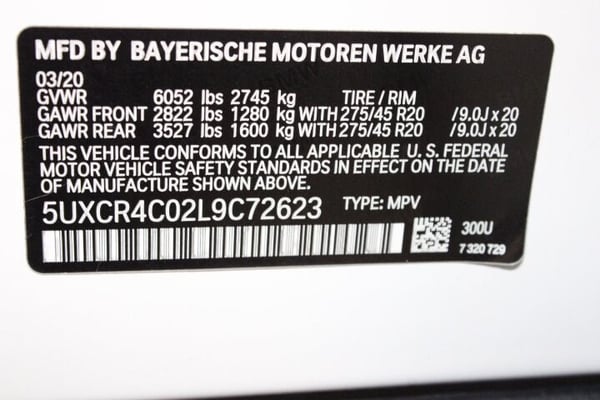 MFD BY BAYERISCHE MOTOREN WERKE AG
03/20
GVWR 6052 lbs 2745 kg TIRE / RIM
GAWR FRONT 2822 lbs 1280 kg WITH 275/45 R20 /9.0J x 20
GAWR REAR 3527 lbs 1600 kg WITH 275/45 R20 /9.0J x 20
THIS VEHICLE CONFORMS TO ALL APPLICABLE U. S. FEDERAL
MOTOR VEHICLE SAFETY STANDARDS IN EFFECT ON THE DATE
OF MANUFACTURE SHOWN ABOVE.
5UXCR4C02L9C72623 TYPE: MPV
300U
7 320 729